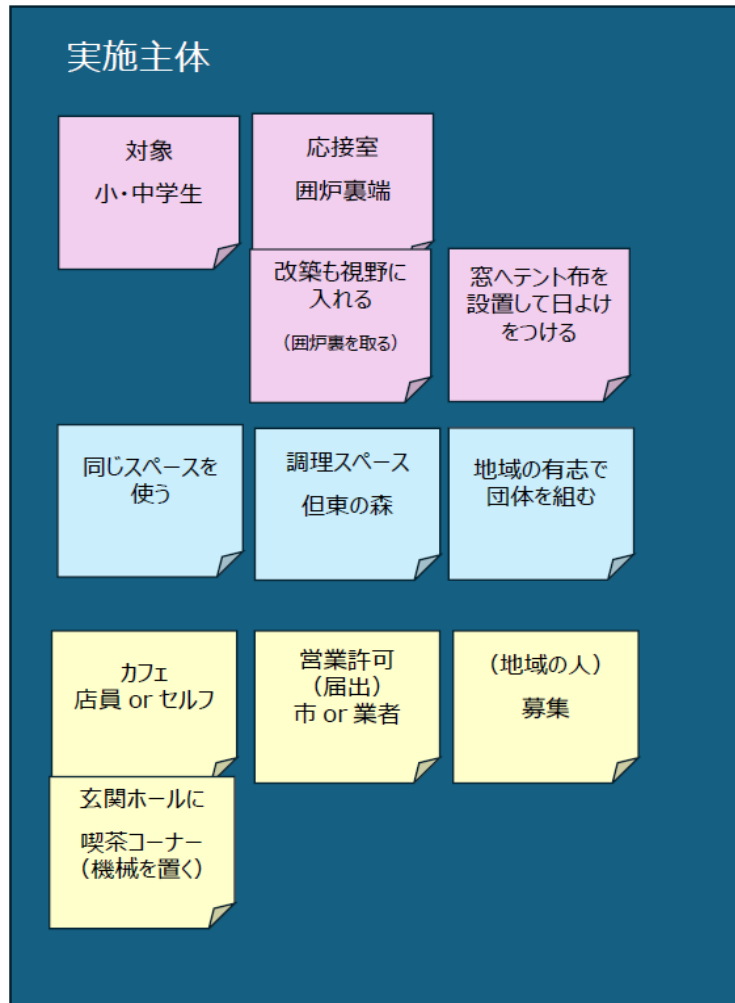 実施主体
対象
小・中学生
応接室
囲炉裏端
改築も視野に
入れる
（囲炉裏を取る）
窓へテント布を
設置して日よけ
をつける
同じスペースを
使う
調理スペース
但東の森
地域の有志で
団体を組む
カフェ
店員 or セルフ
営業許可
（届出）
市 or 業者
（地域の人）
募集
玄関ホールに
喫茶コーナー
（機械を置く）